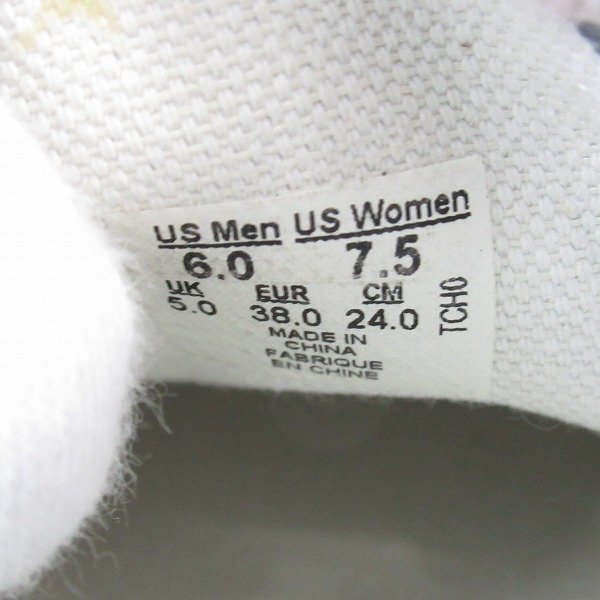 US Men US Women
6.0 7.5
UK EUR CM
5.0 38.0 24.0
MADE IN
CHINA
FABRIQUE
EN CHINE
TCH0